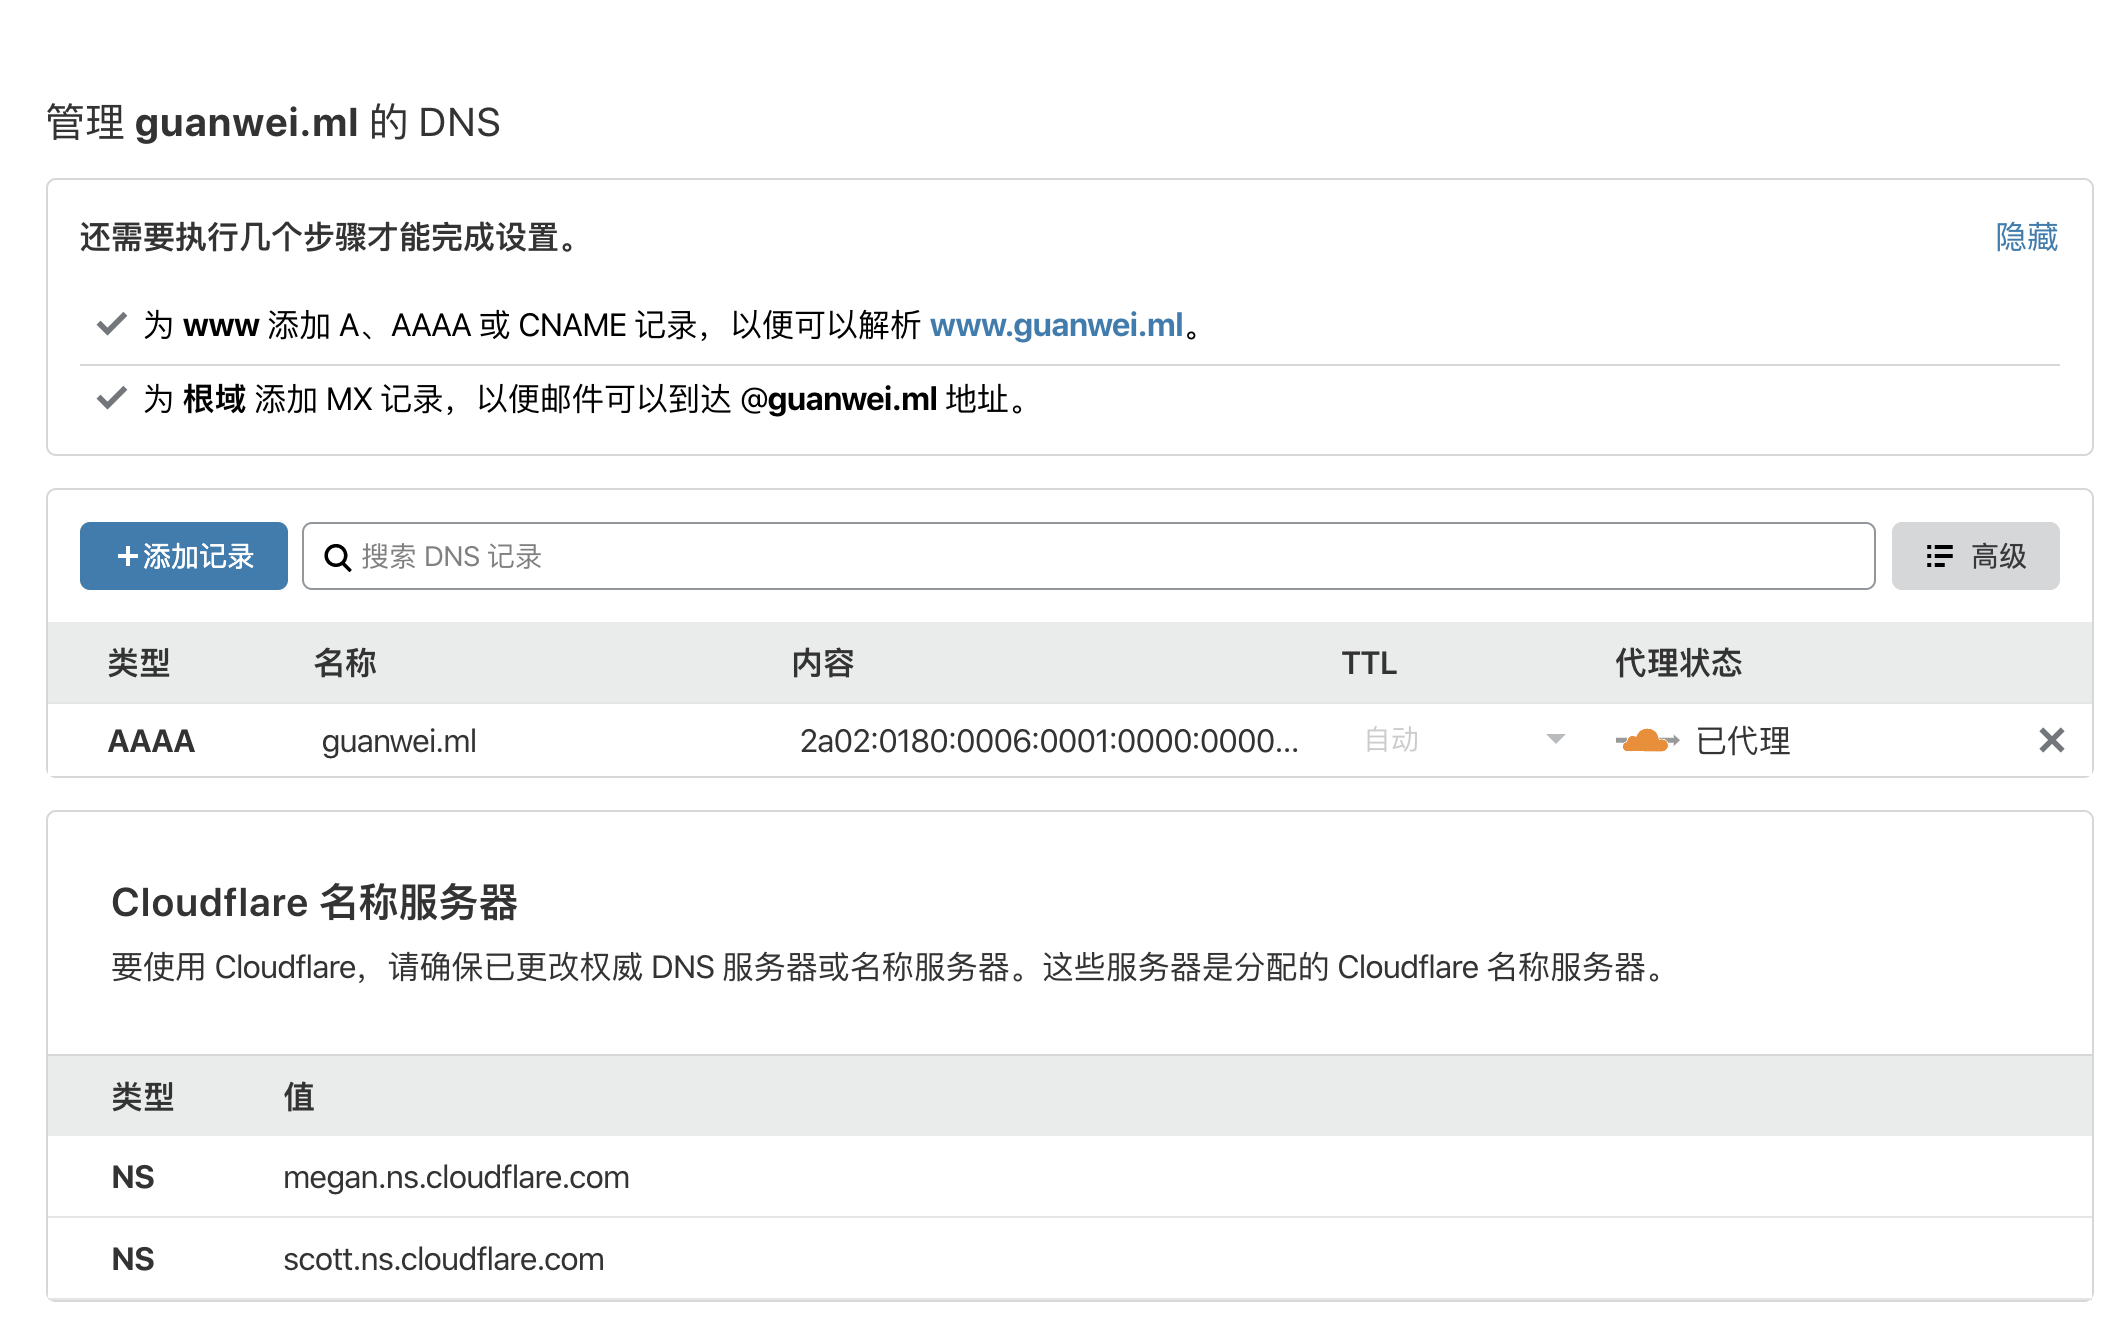 管理 guanwei.ml 的 DNS
还需要执行几个步骤才能完成设置。 隐藏
为 www 添加 A、AAAA 或 CNAME 记录，以便可以解析 www.guanwei.ml。
为 根域 添加 MX 记录，以便邮件可以到达 @guanwei.ml 地址。
+添加记录 搜索 DNS 记录 高级
类型 名称 内容 TTL 代理状态
AAAA guanwei.ml 2a02:0180:0006:0001:0000:0000... 自动 已代理
Cloudflare 名称服务器
要使用 Cloudflare，请确保已更改权威 DNS 服务器或名称服务器。这些服务器是分配的 Cloudflare 名称服务器。
类型 值
NS megan.ns.cloudflare.com
NS scott.ns.cloudflare.com